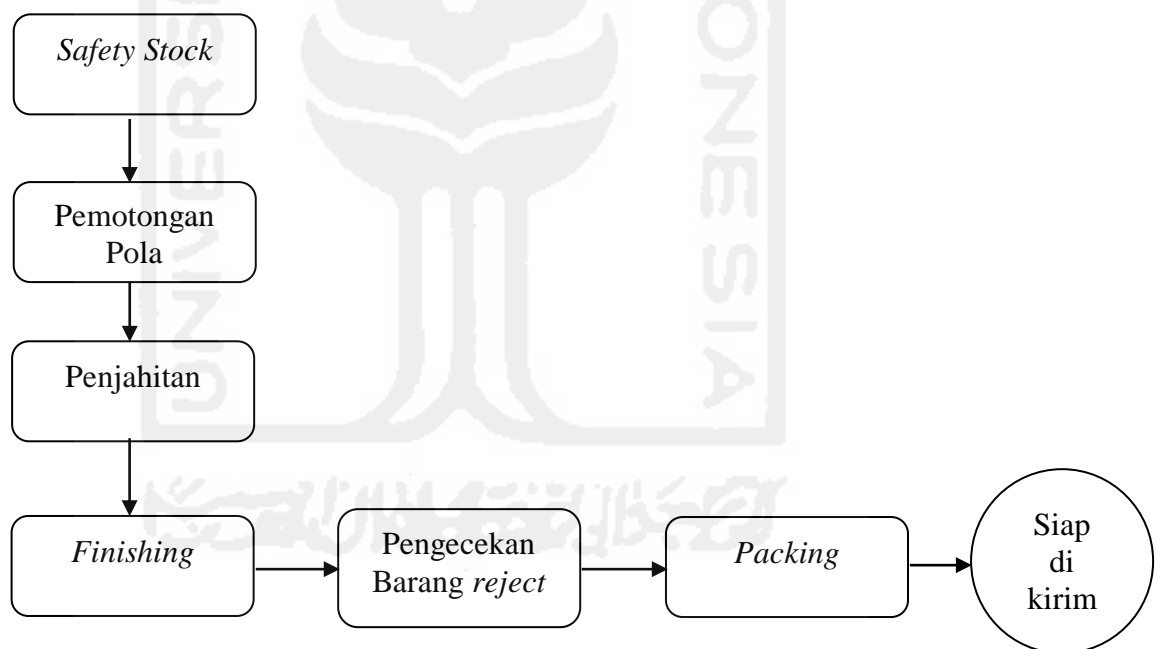 Safety Stock
Pemotongan
Pola
Penjahitan
Finishing
Pengecekan
Barang reject
Packing
Siap
di
kirim